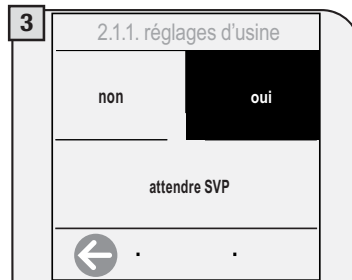 3
2.1.1. réglages d'usine
non oui
attendre SVP
. .